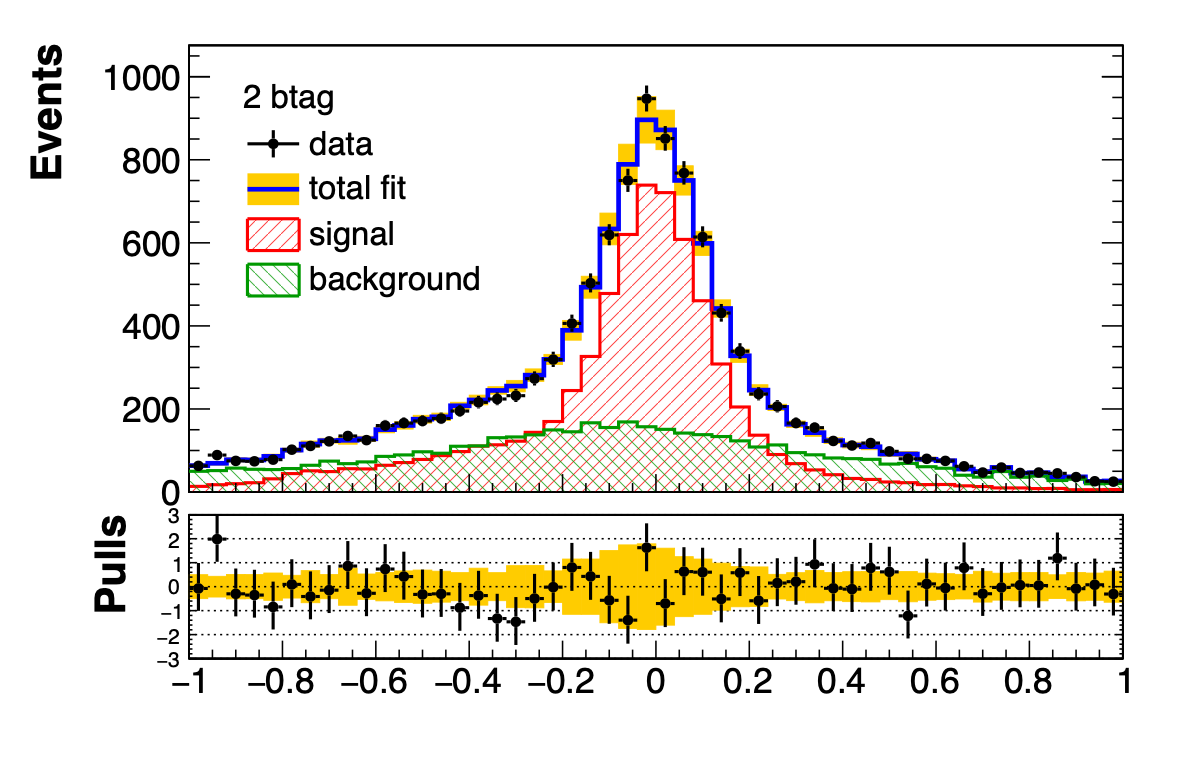 Events
1000
800
600
400
200
0
2 btag
data
total fit
signal
background
Pulls
3
2
1
0
−1
−2
−3
−1 −0.8 −0.6 −0.4 −0.2 0 0.2 0.4 0.6 0.8 1